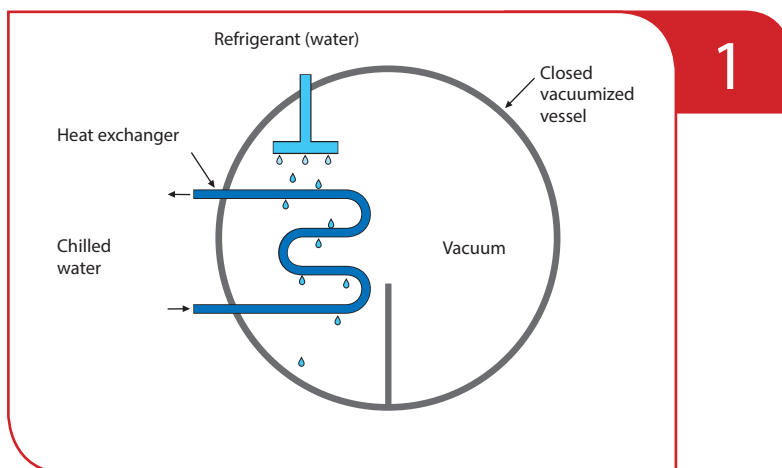 Refrigerant (water)
1
Closed
vacuumized
vessel
Heat exchanger
Chilled
water
Vacuum